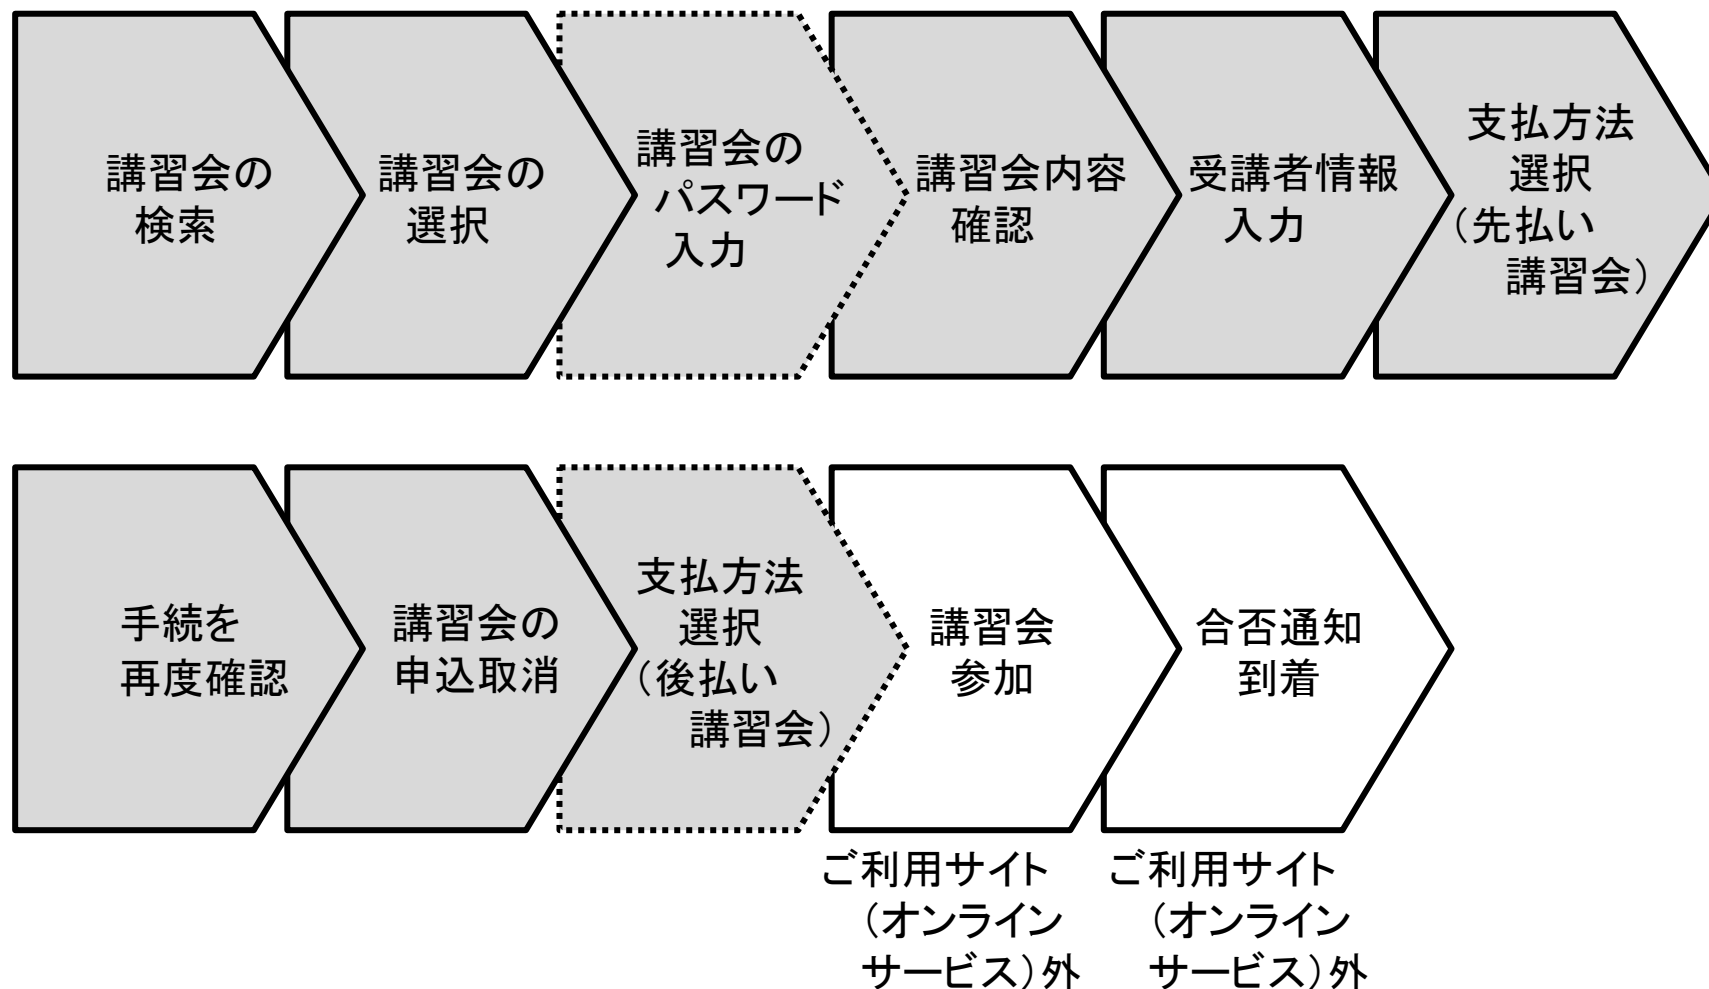 講習会の
検索
講習会の
選択
講習会の
パスワード
入力
講習会内容
確認
受講者情報
入力
支払方法
選択
（先払い
講習会）
手続を
再度確認
講習会の
申込取消
支払方法
選択
（後払い
講習会）
講習会
参加
合否通知
到着
ご利用サイト
（オンライン
サービス）外
ご利用サイト
（オンライン
サービス）外